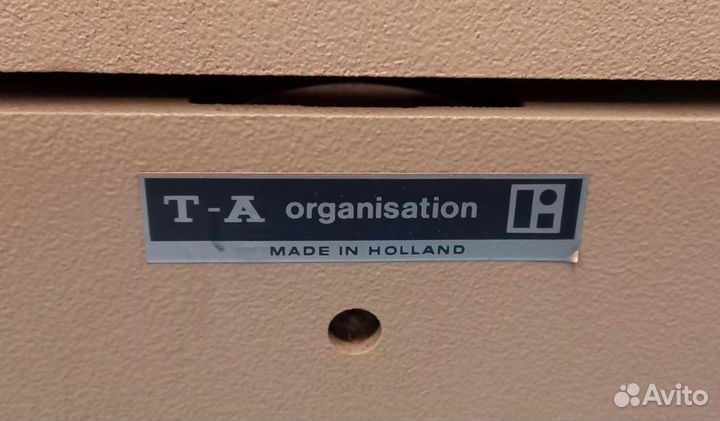 T-A organisation
MADE IN HOLLAND
Avito